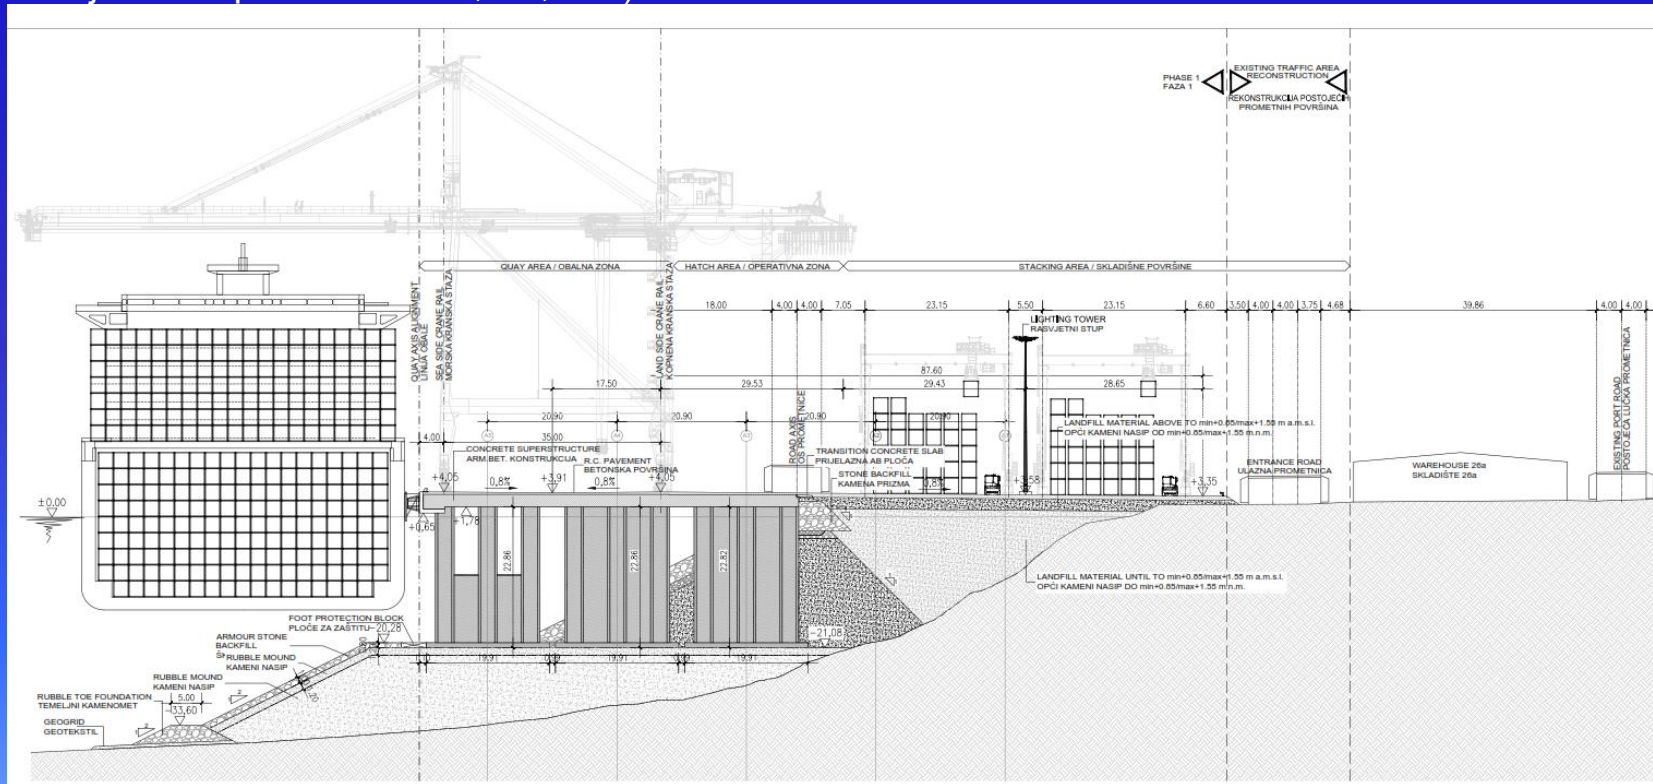 PHASE 1
FAZA 1
EXISTING TRAFFIC AREA
RECONSTRUCTION
REKONSTRUKCIJA POSTOJEĆIH
PROMETNIH POVRŠINA
QUAY AREA / OBALNA ZONA
HATCH AREA / OPERATIVNA ZONA
STACKING AREA / SKLADIŠNE POVRŠINE
QUAY AXIS ALIGNMENT
LINIJA OBALE
SEA SIDE CRANE RAIL
MORSKA KRANSKA STAZA
LAND SIDE CRANE RAIL
KOPNENA KRANSKA STAZA
18.00
4.00
4.00
7.05
23.15
5.50
23.15
6.60
3.50
4.00
4.00
3.75
4.68
39.86
4.00
4.00
LIGHTING TOWER
RASVJETNI STUP
87.60
17.50
29.53
29.43
28.65
20.90
20.90
20.90
20.90
4.00
35.00
ROAD AXIS
OS PROMETNICE
LANDFILL MATERIAL ABOVE TO min+0.85/max+1.55 m a.m.s.l.
OPĆI KAMENI NASIP OD min+0.85/max+1.55 m n.m.
CONCRETE SUPERSTRUCTURE
ARM.BET. KONSTRUKCIJA
R.C. PAVEMENT
BETONSKA POVRŠINA
TRANSITION CONCRETE SLAB
PRIJELAZNA AB PLOČA
STONE BACKFILL
KAMENA PRIZMA
ENTRANCE ROAD
ULAZNA PROMETNICA
WAREHOUSE 26a
SKLADIŠTE 26a
EXISTING PORT ROAD
POSTOJEĆA LUČKA PROMETNICA
+4,05
0,8%
+3,91
0,8%
+4,05
0,8%
+3,58
+3,35
±0,00
+0,65
+1,78
22.86
22.86
22.82
LANDFILL MATERIAL UNTIL TO min+0.85/max+1.55 m a.m.s.l.
OPĆI KAMENI NASIP DO min+0.85/max+1.55 m n.m.
FOOT PROTECTION BLOCK
PLOČE ZA ZAŠTITU
-20,28
-21,08
ARMOUR STONE
BACKFILL
RUBBLE MOUND
KAMENI NASIP
19.91
19.91
19.91
RUBBLE MOUND
KAMENI NASIP
RUBBLE TOE FOUNDATION
TEMELJNI KAMENOMET
5.00
-33,60
GEOGRID
GEOTEKSTIL